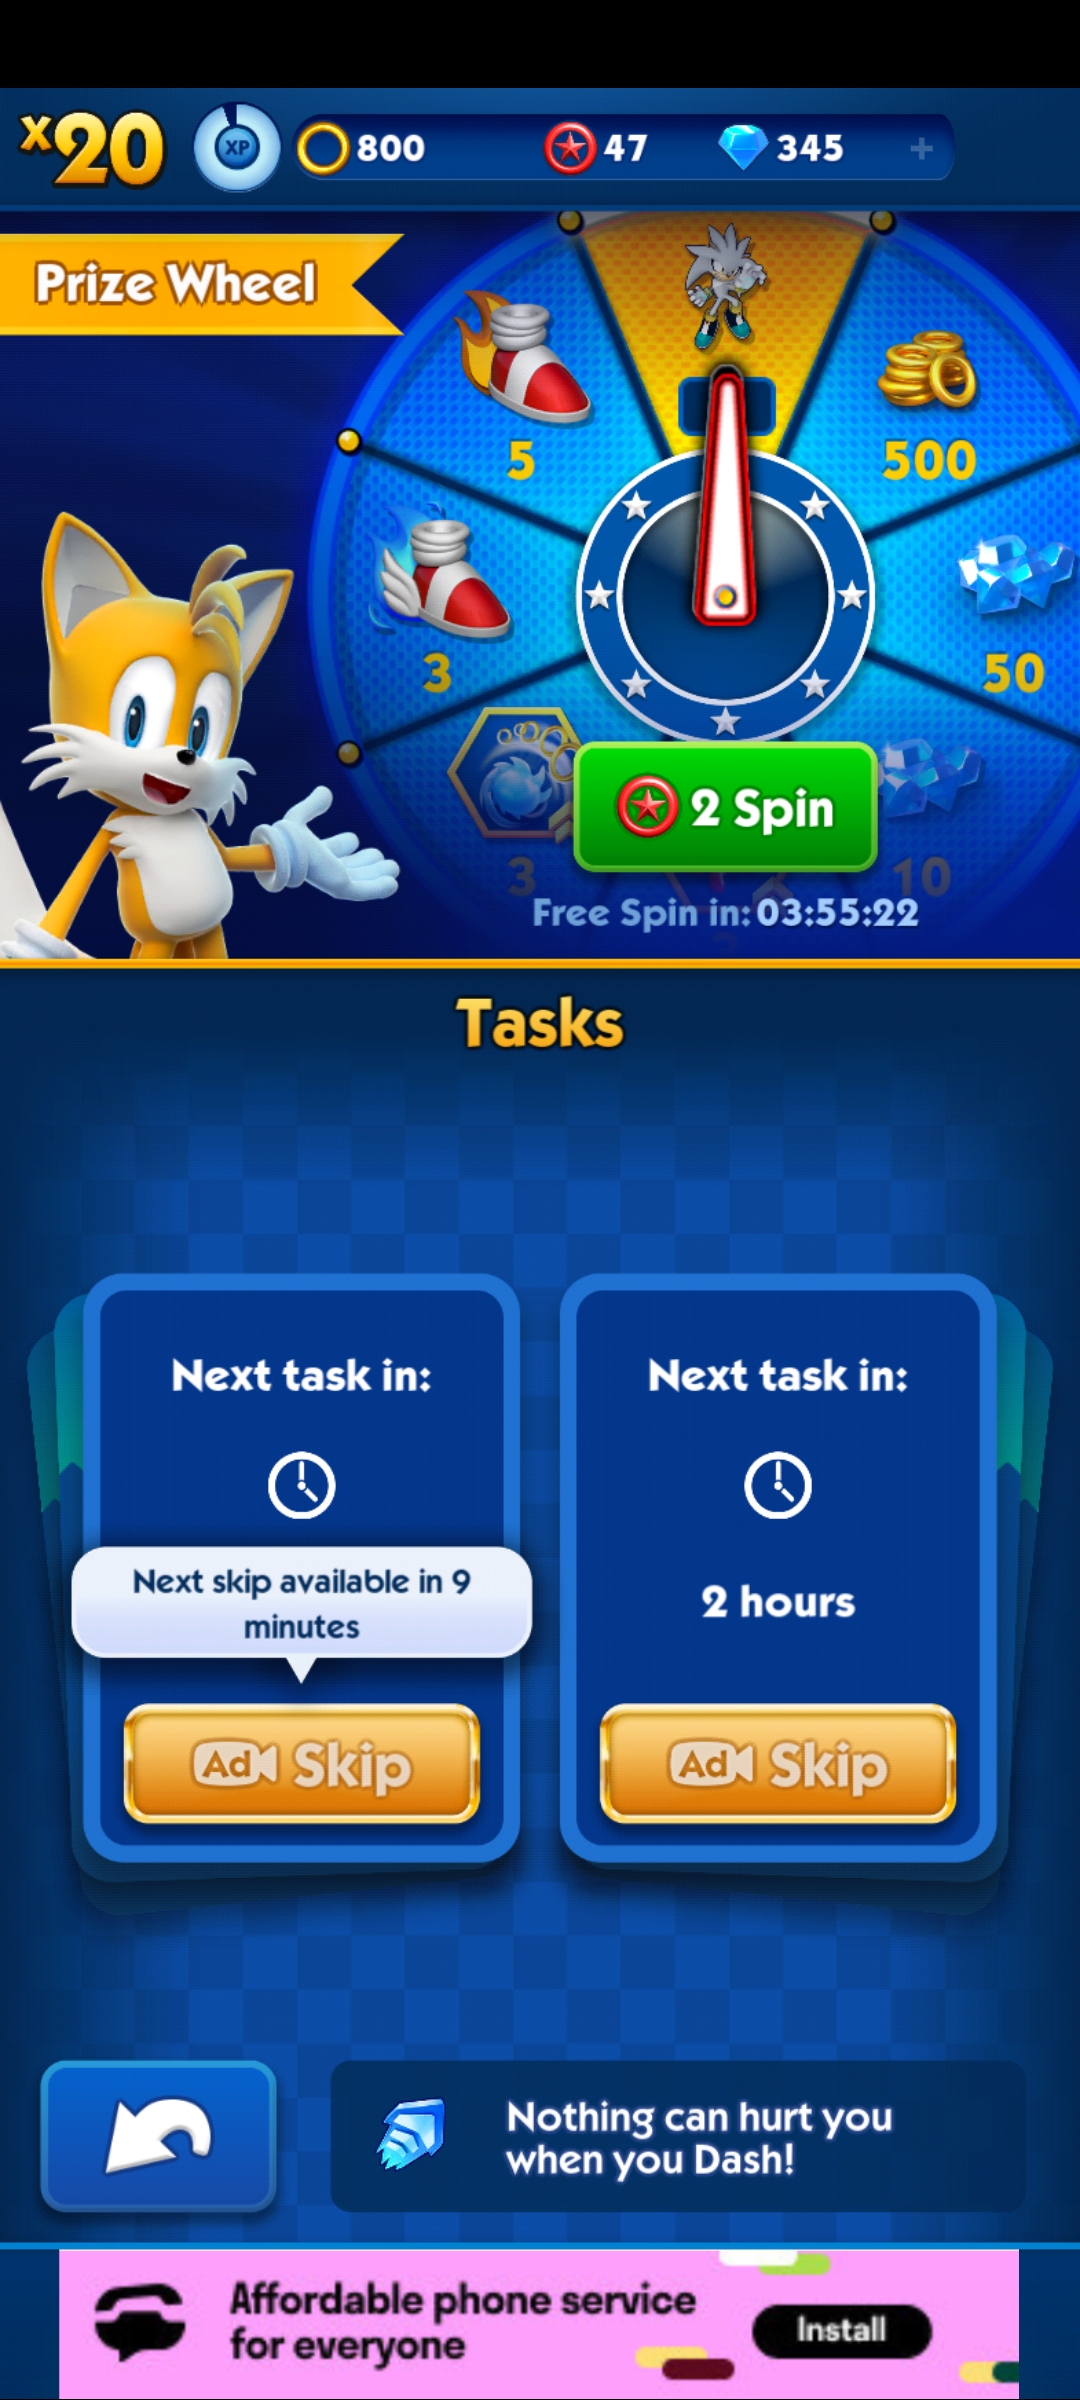 x20
XP
800
47
345
+
Prize Wheel
5
500
3
50
2 Spin
3
10
Free Spin in: 03:55:22
Tasks
Next task in:
Next task in:
Next skip available in 9
minutes
2 hours
Ad Skip
Ad Skip
Nothing can hurt you
when you Dash!
Affordable phone service
for everyone
Install